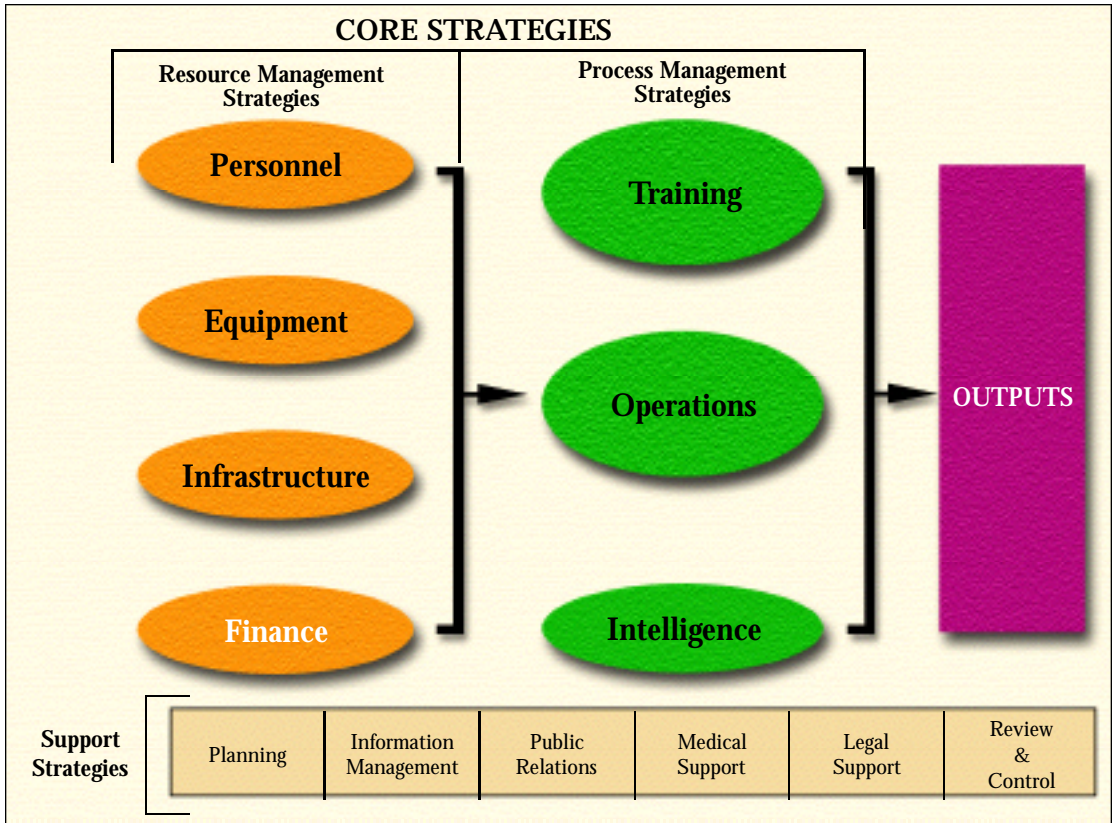 CORE STRATEGIES
Resource Management
Strategies
Process Management
Strategies
Personnel
Equipment
Infrastructure
Finance
Training
Operations
Intelligence
OUTPUTS
Support
Strategies
Planning
Information
Management
Public
Relations
Medical
Support
Legal
Support
Review
&
Control